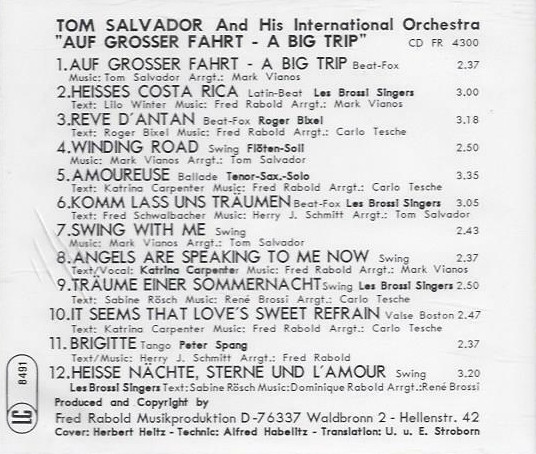 TOM SALVADOR And His International Orchestra
"AUF GROSSER FAHRT - A BIG TRIP" CD FR 4300
1.AUF GROSSER FAHRT - A BIG TRIP Beat-Fox 2.37
Music: Tom Salvador Arrgt.: Mark Vianos
2.HEISSES COSTA RICA Latin-Beat Les Brossi Singers 3.00
Text: Lilo Winter Music: Fred Rabold Arrgt.: Mark Vianos
3.REVE D´ANTAN Beat-Fox Roger Bixel 3.18
Text: Roger Bixel Music: Fred Rabold Arrgt.: Carlo Tesche
4.WINDING ROAD Swing Flöten-Soli 2.50
Music: Mark Vianos Arrgt.: Tom Salvador
5.AMOUREUSE Ballade Tenor-Sax.-Solo 3.35
Text: Katrina Carpenter Music: Fred Rabold Arrgt.: Carlo Tesche
6.KOMM LASS UNS TRÄUMEN Beat-Fox Les Brossi Singers 3.05
Text: Fred Schwalbacher Music: Herry J. Schmitt Arrgt.: Tom Salvador
7.SWING WITH ME Swing 2.43
Music: Mark Vianos Arrgt.: Tom Salvador
8.ANGELS ARE SPEAKING TO ME NOW Swing 2.37
Text/Vocal: Katrina Carpenter Music: Fred Rabold Arrgt.: Mark Vianos
9.TRÄUME EINER SOMMERNACHT Swing Les Brossi Singers 2.50
Text: Sabine Rösch Music: René Brossi Arrgt.: Carlo Tesche
10.IT SEEMS THAT LOVE´S SWEET REFRAIN Valse Boston 2.47
Text: Katrina Carpenter Music: Fred Rabold Arrgt.: Carlo Tesche
11.BRIGITTE Tango Peter Spang 2.37
Text/Music: Herry J. Schmitt Arrgt.: Fred Rabold
12.HEISSE NÄCHTE, STERNE UND L´AMOUR Swing 3.20
Les Brossi Singers Text:Sabine Rösch Music:Dominique Rabold Arrgt.:René Brossi
Produced and Copyright by
Fred Rabold Musikproduktion D-76337 Waldbronn 2 - Hellenstr. 42
Cover: Herbert Heitz - Technic: Alfred Habelitz - Translation: U. u. E. Stroborn
LC 8491